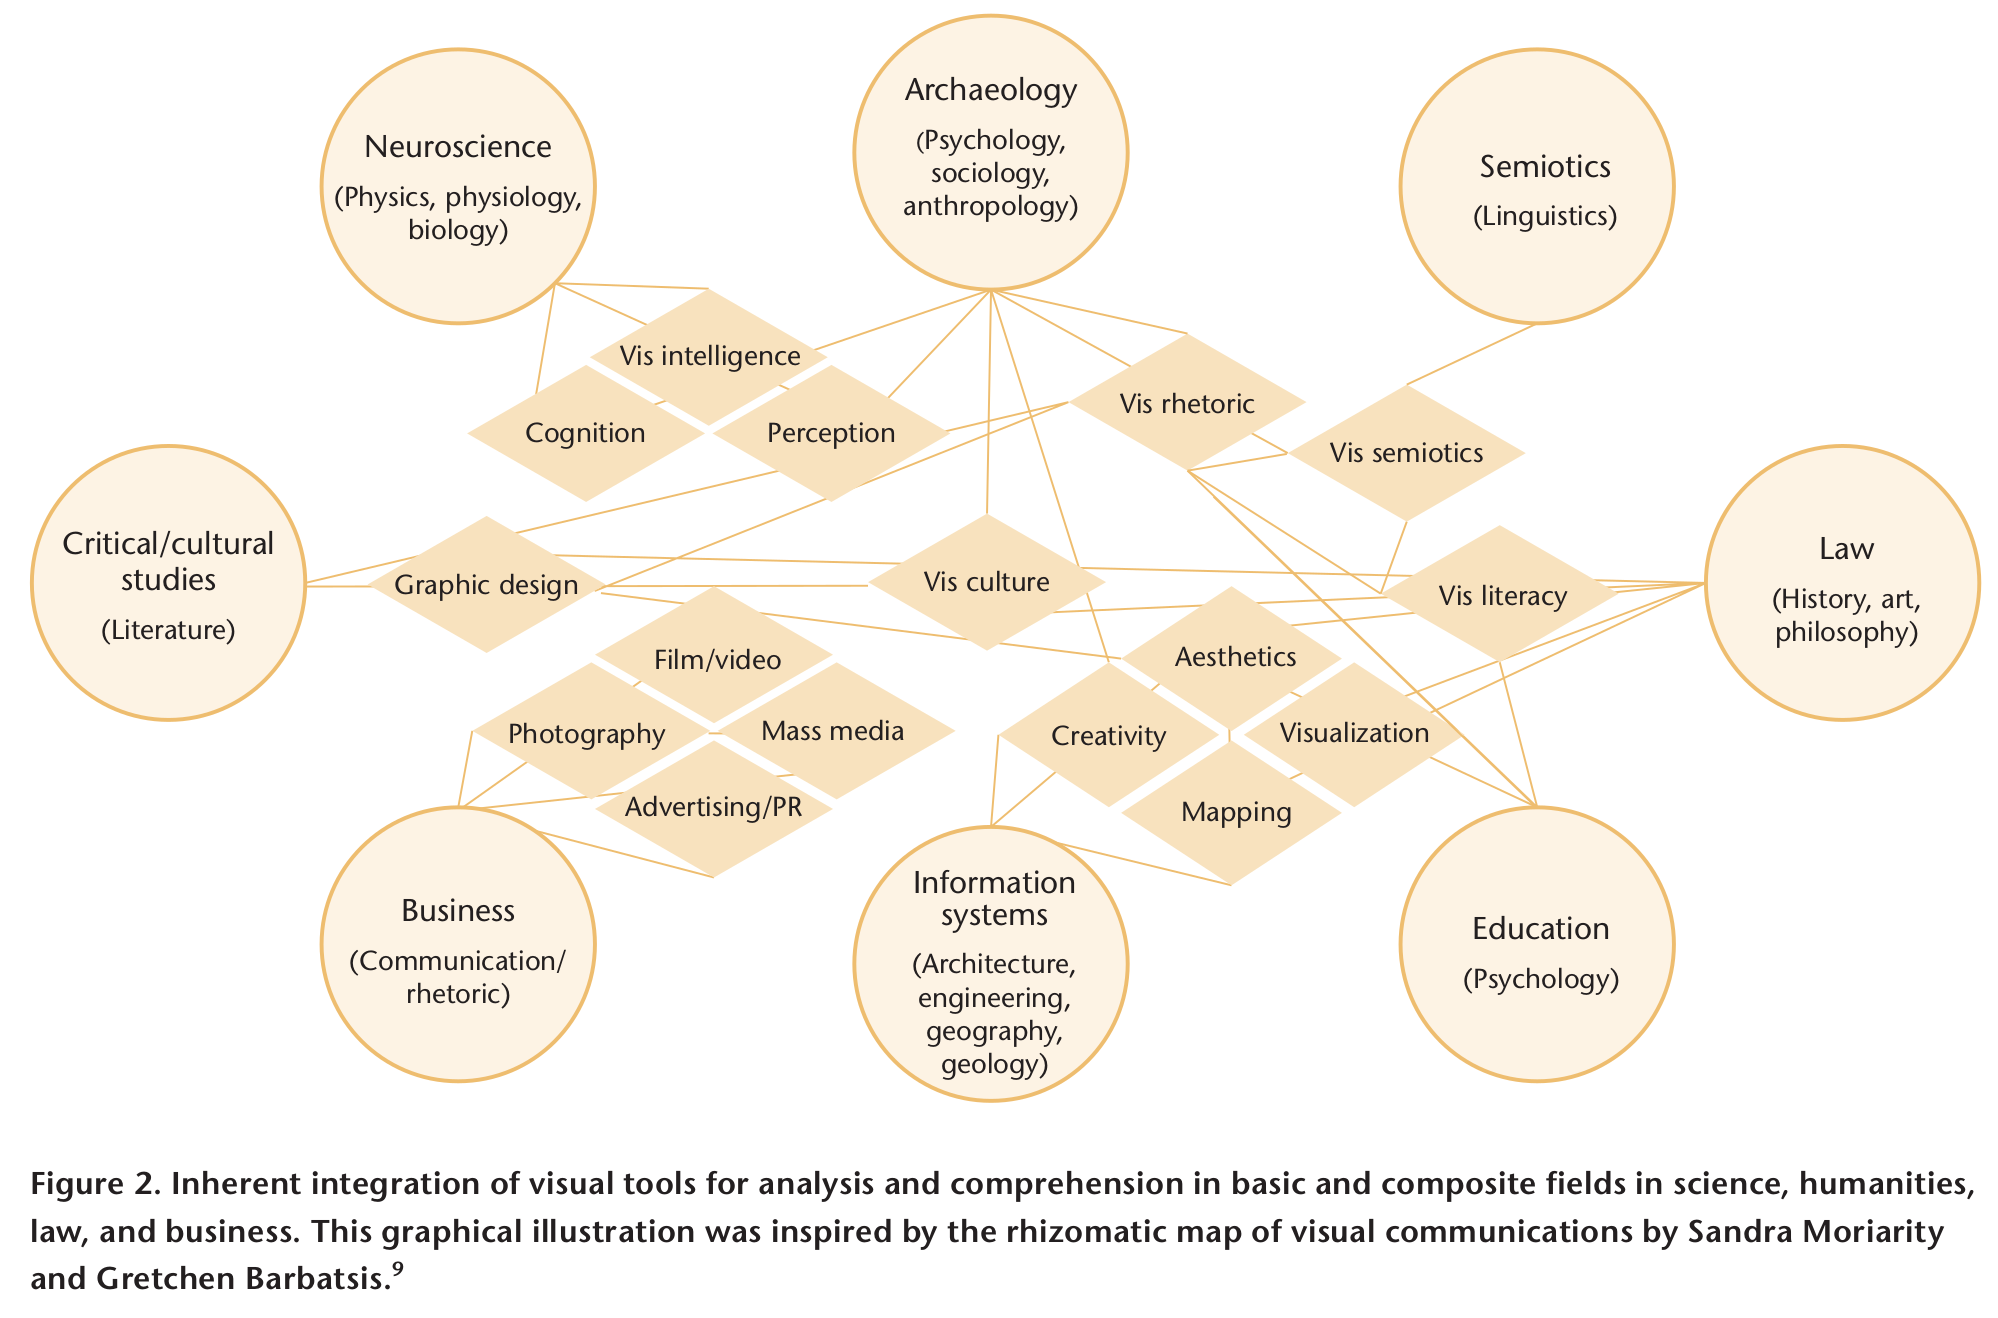 Neuroscience
(Physics, physiology,
biology)
Archaeology
(Psychology,
sociology,
anthropology)
Semiotics
(Linguistics)
Vis intelligence
Cognition
Perception
Vis rhetoric
Vis semiotics
Critical/cultural
studies
(Literature)
Graphic design
Vis culture
Vis literacy
Law
(History, art,
philosophy)
Film/video
Photography
Mass media
Advertising/PR
Aesthetics
Creativity
Visualization
Mapping
Business
(Communication/
rhetoric)
Information
systems
(Architecture,
engineering,
geography,
geology)
Education
(Psychology)
Figure 2. Inherent integration of visual tools for analysis and comprehension in basic and composite fields in science, humanities,
law, and business. This graphical illustration was inspired by the rhizomatic map of visual communications by Sandra Moriarity
and Gretchen Barbatsis.⁹